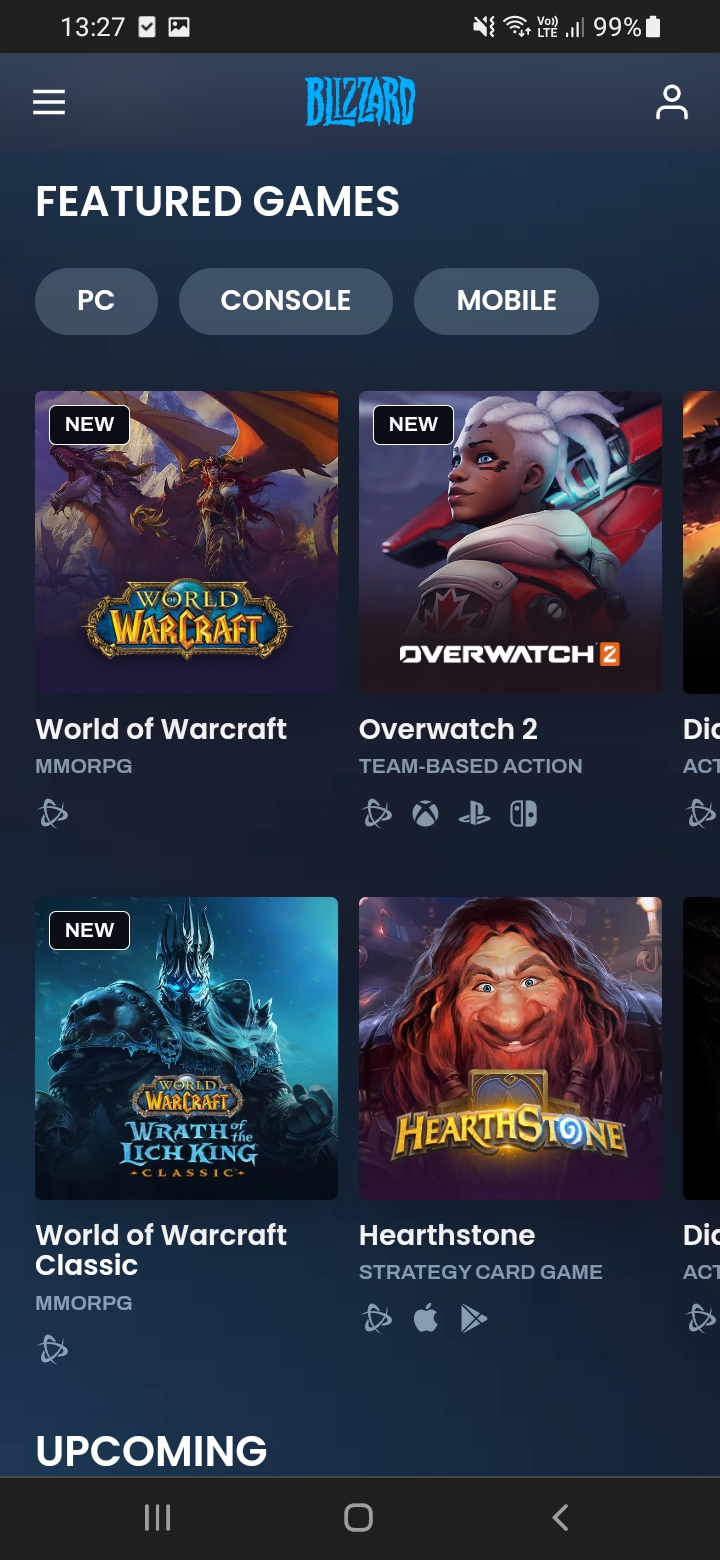 13:27
Vo)) LTE 99%
BLIZZARD
FEATURED GAMES
PC CONSOLE MOBILE
NEW NEW
WORLD OF WARCRAFT
OVERWATCH 2
World of Warcraft Overwatch 2 Dia
MMORPG TEAM-BASED ACTION ACT
NEW
WORLD OF WARCRAFT
WRATH of the LICH KING
CLASSIC
HEARTHSTONE
World of Warcraft Classic
Hearthstone Dia
MMORPG
STRATEGY CARD GAME ACT
UPCOMING